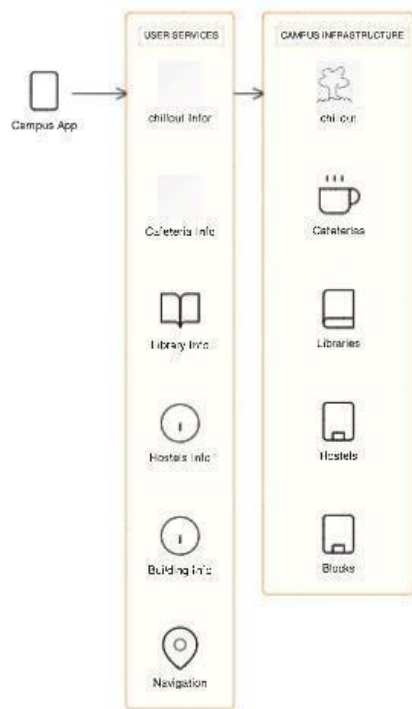 USER SERVICES
CAMPUS INFRASTRUCTURE
Campus App
chillout Infor
chillout
Cafeteria Info
Cafeterias
Library Info
Libraries
Hostels Info
Hostels
Building info
Blocks
Navigation